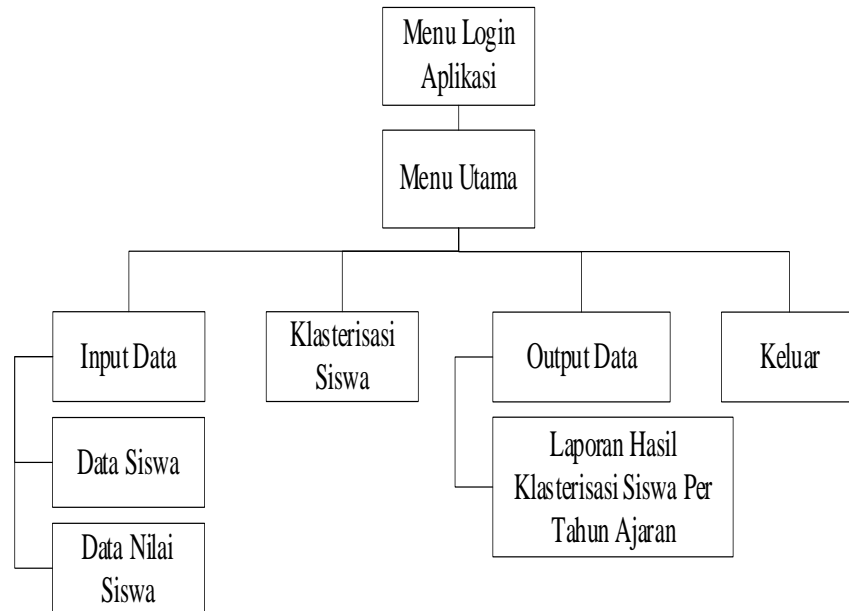 Menu Login
Aplikasi
Menu Utama
Input Data
Klasterisasi
Siswa
Output Data
Keluar
Data Siswa
Laporan Hasil
Klasterisasi Siswa Per
Tahun Ajaran
Data Nilai
Siswa